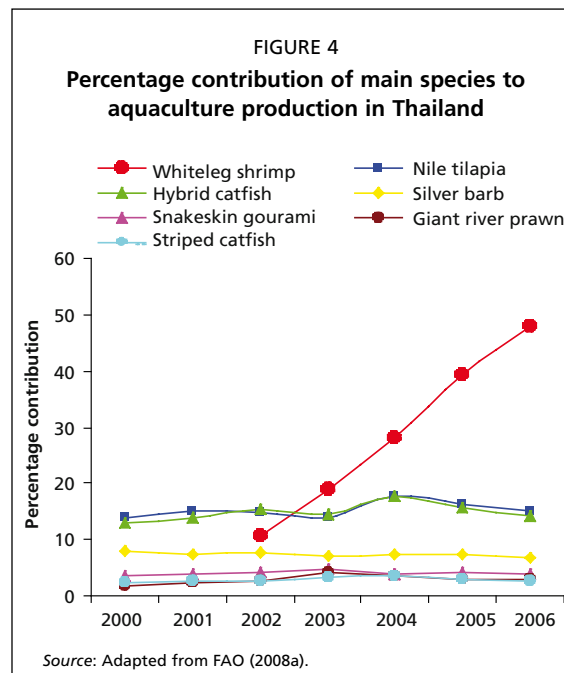 FIGURE 4
Percentage contribution of main species to
aquaculture production in Thailand
Whiteleg shrimp
Hybrid catfish
Snakeskin gourami
Striped catfish
Nile tilapia
Silver barb
Giant river prawn
Percentage contribution
60
50
40
30
20
10
0
2000 2001 2002 2003 2004 2005 2006
Source: Adapted from FAO (2008a).